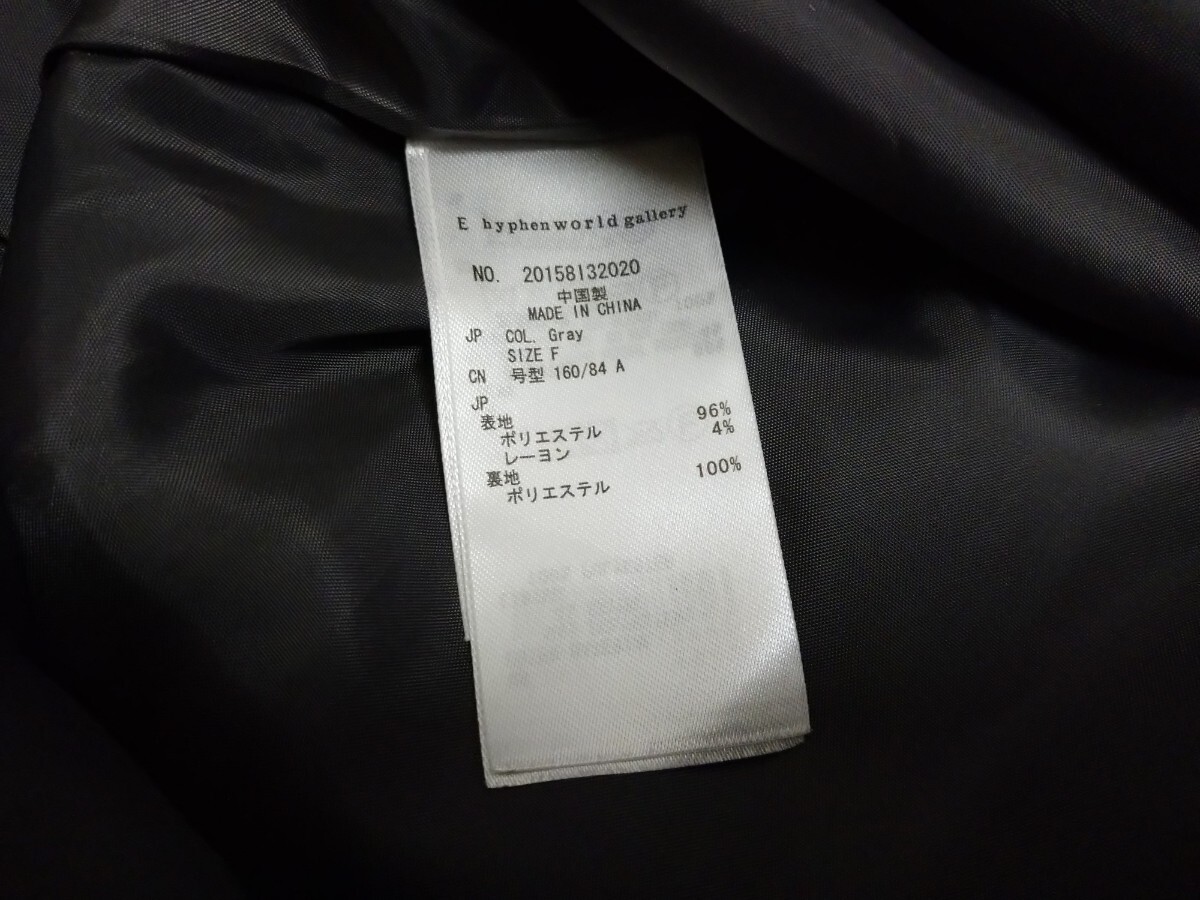 E hyphen world gallery
NO. 20158132020
中国製
MADE IN CHINA
JP COL. Gray
SIZE F
CN 号型 160/84 A
JP
表地
ポリエステル 96%
レーヨン 4%
裏地
ポリエステル 100%